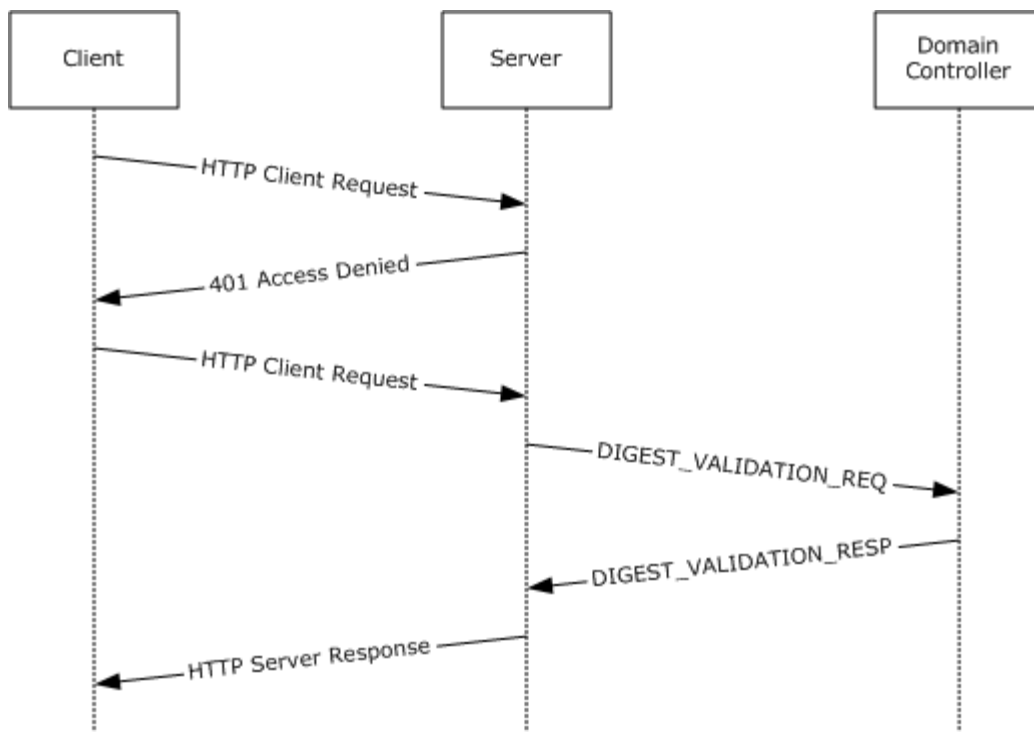 Client
Server
Domain
Controller
HTTP Client Request
401 Access Denied
HTTP Client Request
DIGEST_VALIDATION_REQ
DIGEST_VALIDATION_RESP
HTTP Server Response